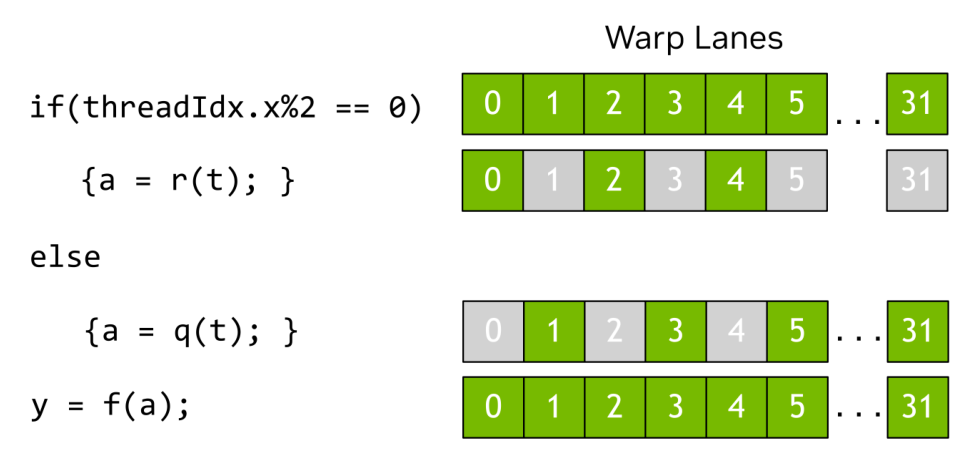 Warp Lanes
if(threadIdx.x%2 == 0) 0 1 2 3 4 5 ... 31
{a = r(t); } 0 1 2 3 4 5 31
else
{a = q(t); } 0 1 2 3 4 5 ... 31
y = f(a); 0 1 2 3 4 5 ... 31